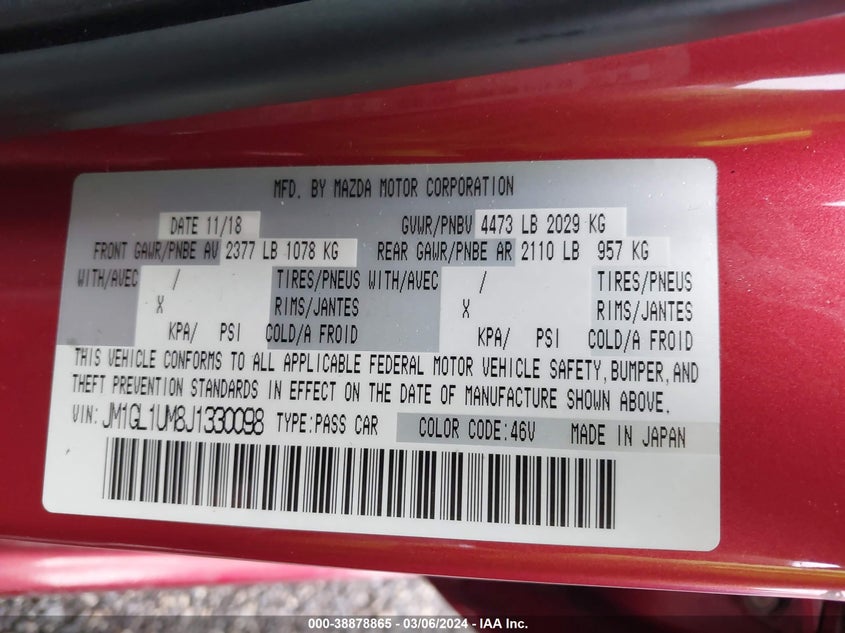 MFD. BY MAZDA MOTOR CORPORATION
DATE 11/18 GVWR/PNBV 4473 LB 2029 KG
FRONT GAWR/PNBE AV 2377 LB 1078 KG REAR GAWR/PNBE AR 2110 LB 957 KG
WITH/AVEC / TIRES/PNEUS WITH/AVEC / TIRES/PNEUS
X RIMS/JANTES X RIMS/JANTES
KPA/ PSI COLD/A FROID KPA/ PSI COLD/A FROID
THIS VEHICLE CONFORMS TO ALL APPLICABLE FEDERAL MOTOR VEHICLE SAFETY, BUMPER, AND
THEFT PREVENTION STANDARDS IN EFFECT ON THE DATE OF MANUFACTURE SHOWN ABOVE.
VIN: JM1GL1UM8J1330098 TYPE:PASS CAR COLOR CODE:46V MADE IN JAPAN
000-38878865 - 03/06/2024 - IAA Inc.